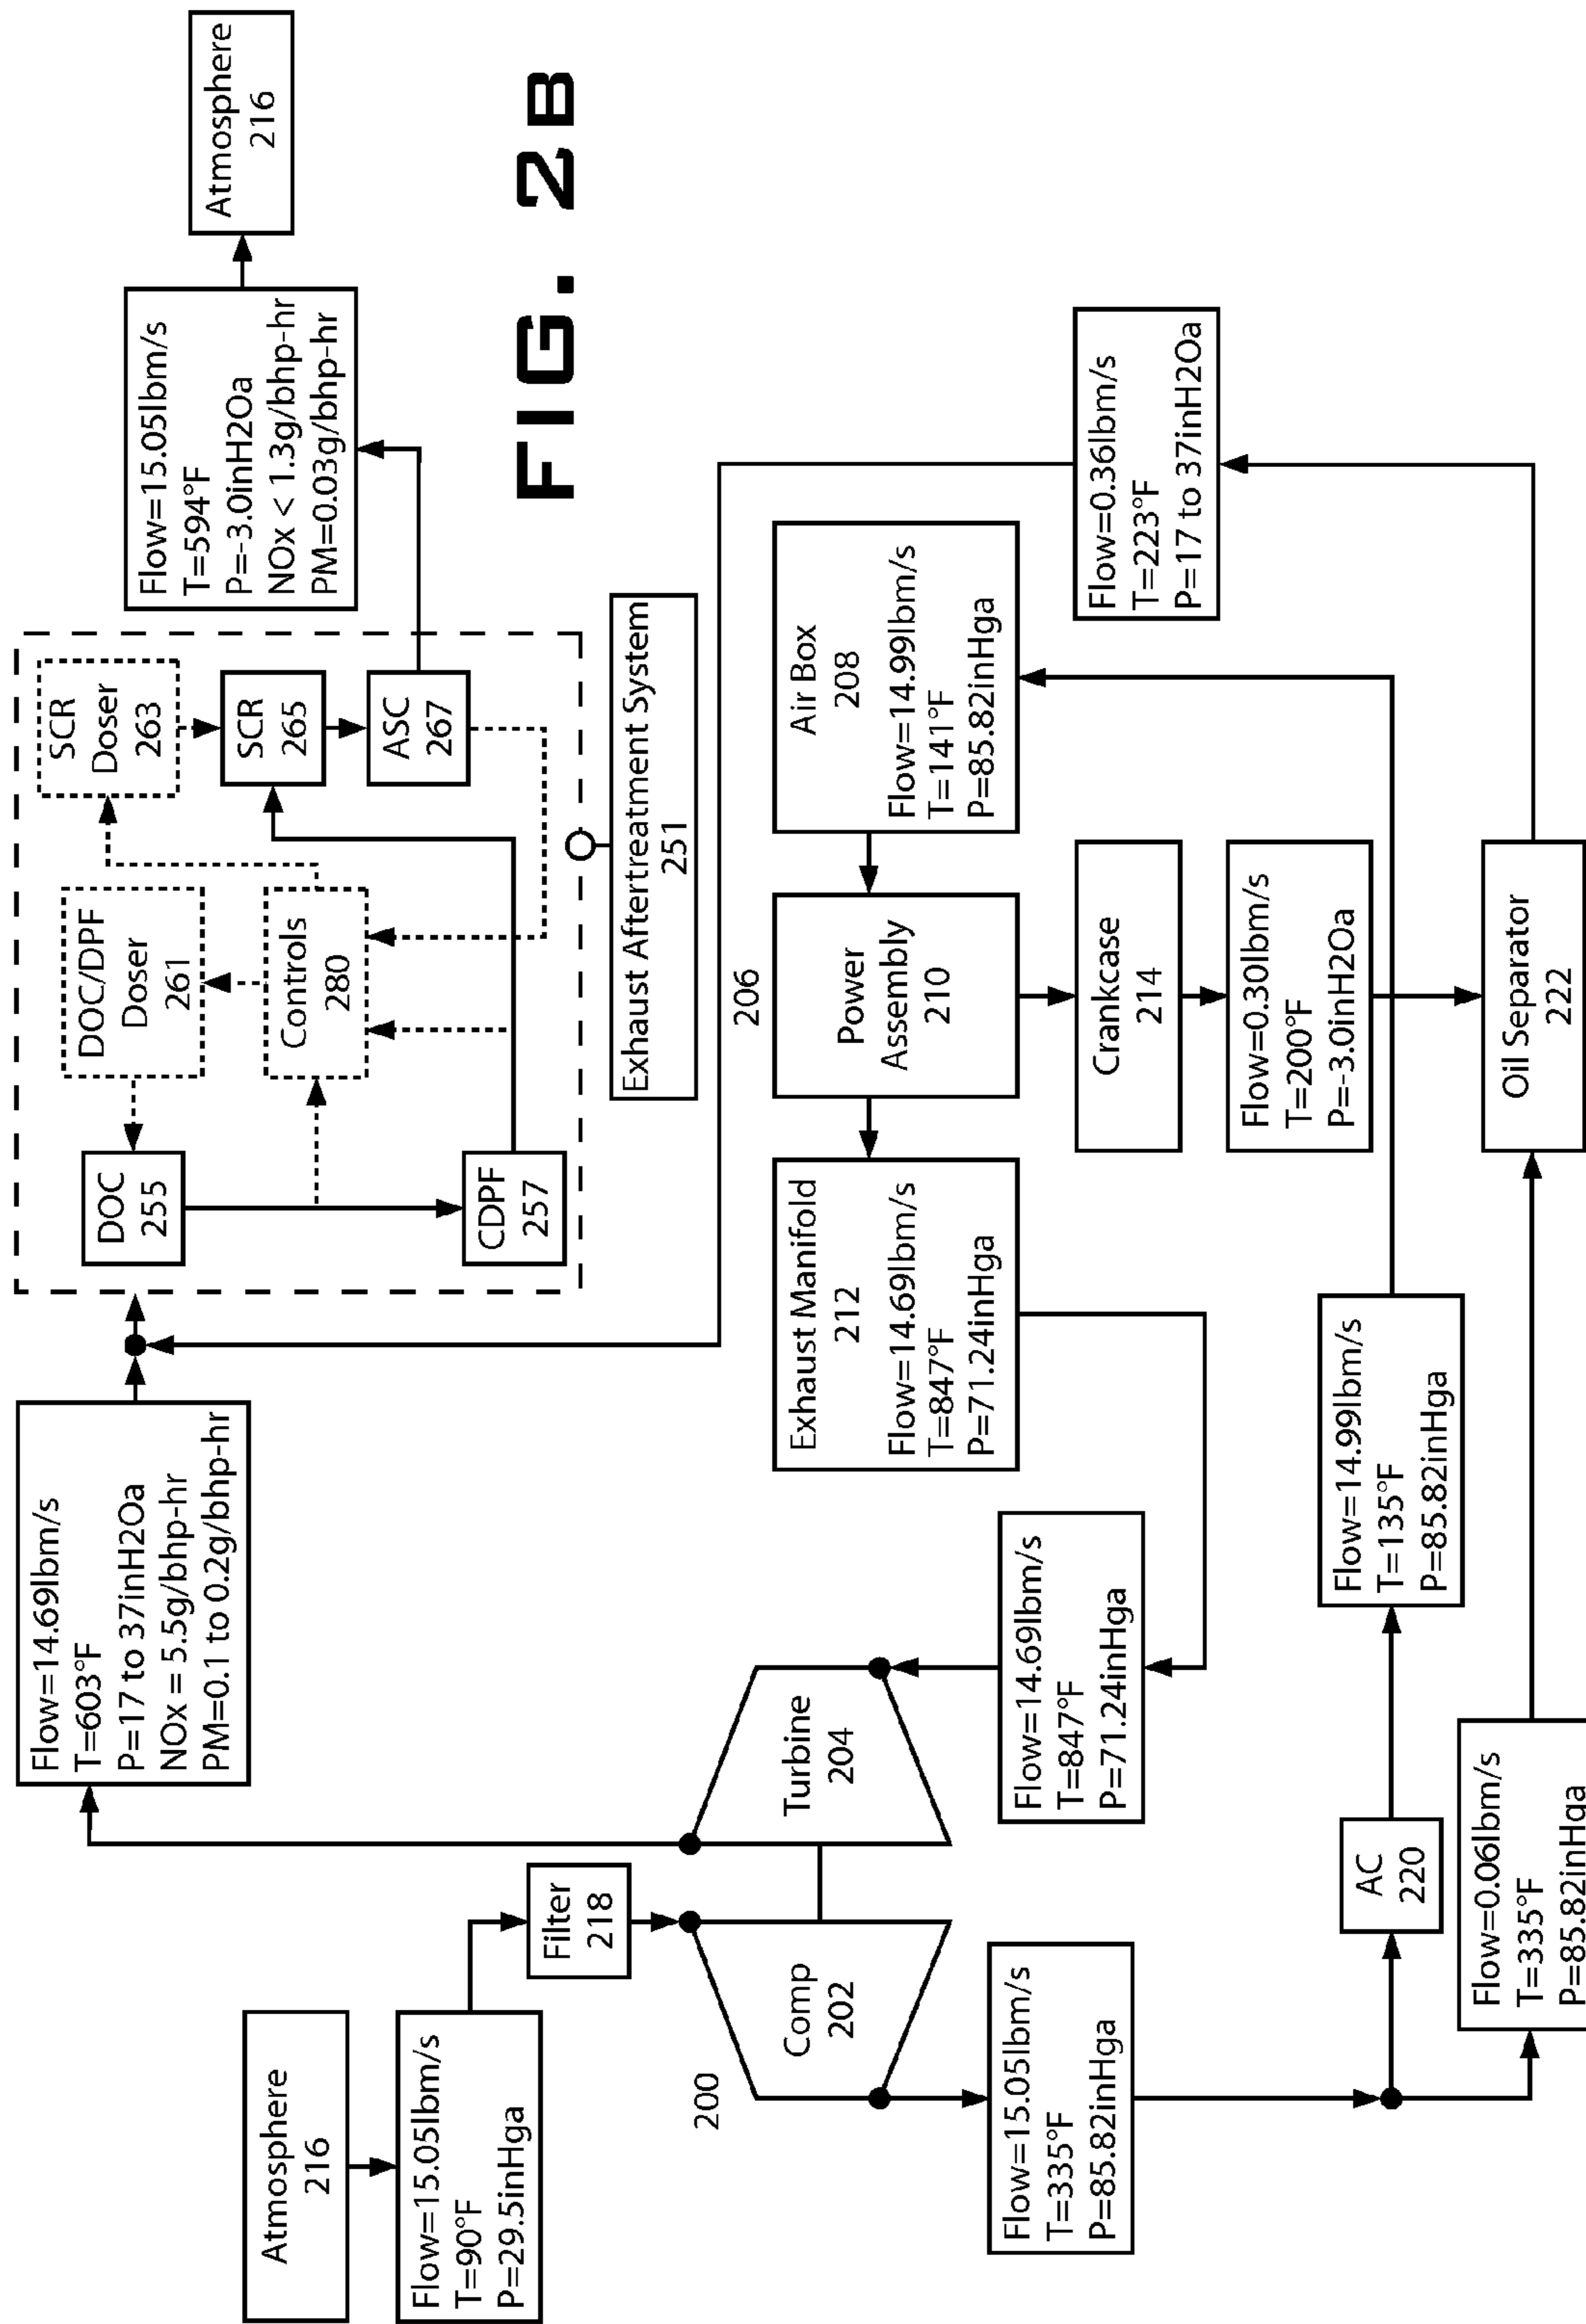 Atmosphere
216
Flow=15.05lbm/s
T=90°F
P=29.5inHga
Filter
218
200
Comp
202
Turbine
204
Flow=15.05lbm/s
T=335°F
P=85.82inHga
AC
220
Flow=0.06lbm/s
T=335°F
P=85.82inHga
Flow=14.99lbm/s
T=135°F
P=85.82inHga
Flow=14.69lbm/s
T=847°F
P=71.24inHga
Flow=14.69lbm/s
T=603°F
P=17 to 37inH2Oa
NOx = 5.5g/bhp-hr
PM=0.1 to 0.2g/bhp-hr
DOC
255
CDPF
257
DOC/DPF
Doser
261
Controls
280
SCR
Doser
263
SCR
265
ASC
267
Exhaust Aftertreatment System
251
Flow=15.05lbm/s
T=594°F
P=-3.0inH2Oa
NOx < 1.3g/bhp-hr
PM=0.03g/bhp-hr
Atmosphere
216
206
Exhaust Manifold
212
Flow=14.69lbm/s
T=847°F
P=71.24inHga
Power
Assembly
210
Air Box
208
Flow=14.99lbm/s
T=141°F
P=85.82inHga
Crankcase
214
Flow=0.30lbm/s
T=200°F
P=-3.0inH2Oa
Oil Separator
222
Flow=0.36lbm/s
T=223°F
P=17 to 37inH2Oa
FIG. 2B